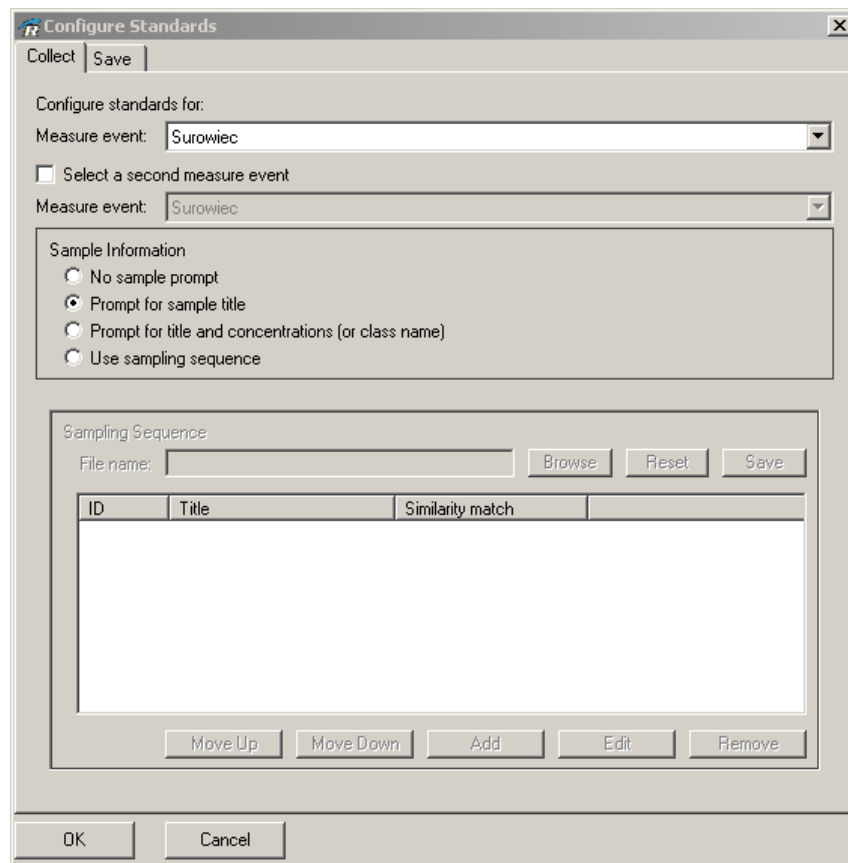 Configure Standards
Collect Save
Configure standards for:
Measure event: Surowiec
Select a second measure event
Measure event: Surowiec
Sample Information
No sample prompt
Prompt for sample title
Prompt for title and concentrations (or class name)
Use sampling sequence
Sampling Sequence
File name: Browse Reset Save
ID Title Similarity match
Move Up Move Down Add Edit Remove
OK Cancel